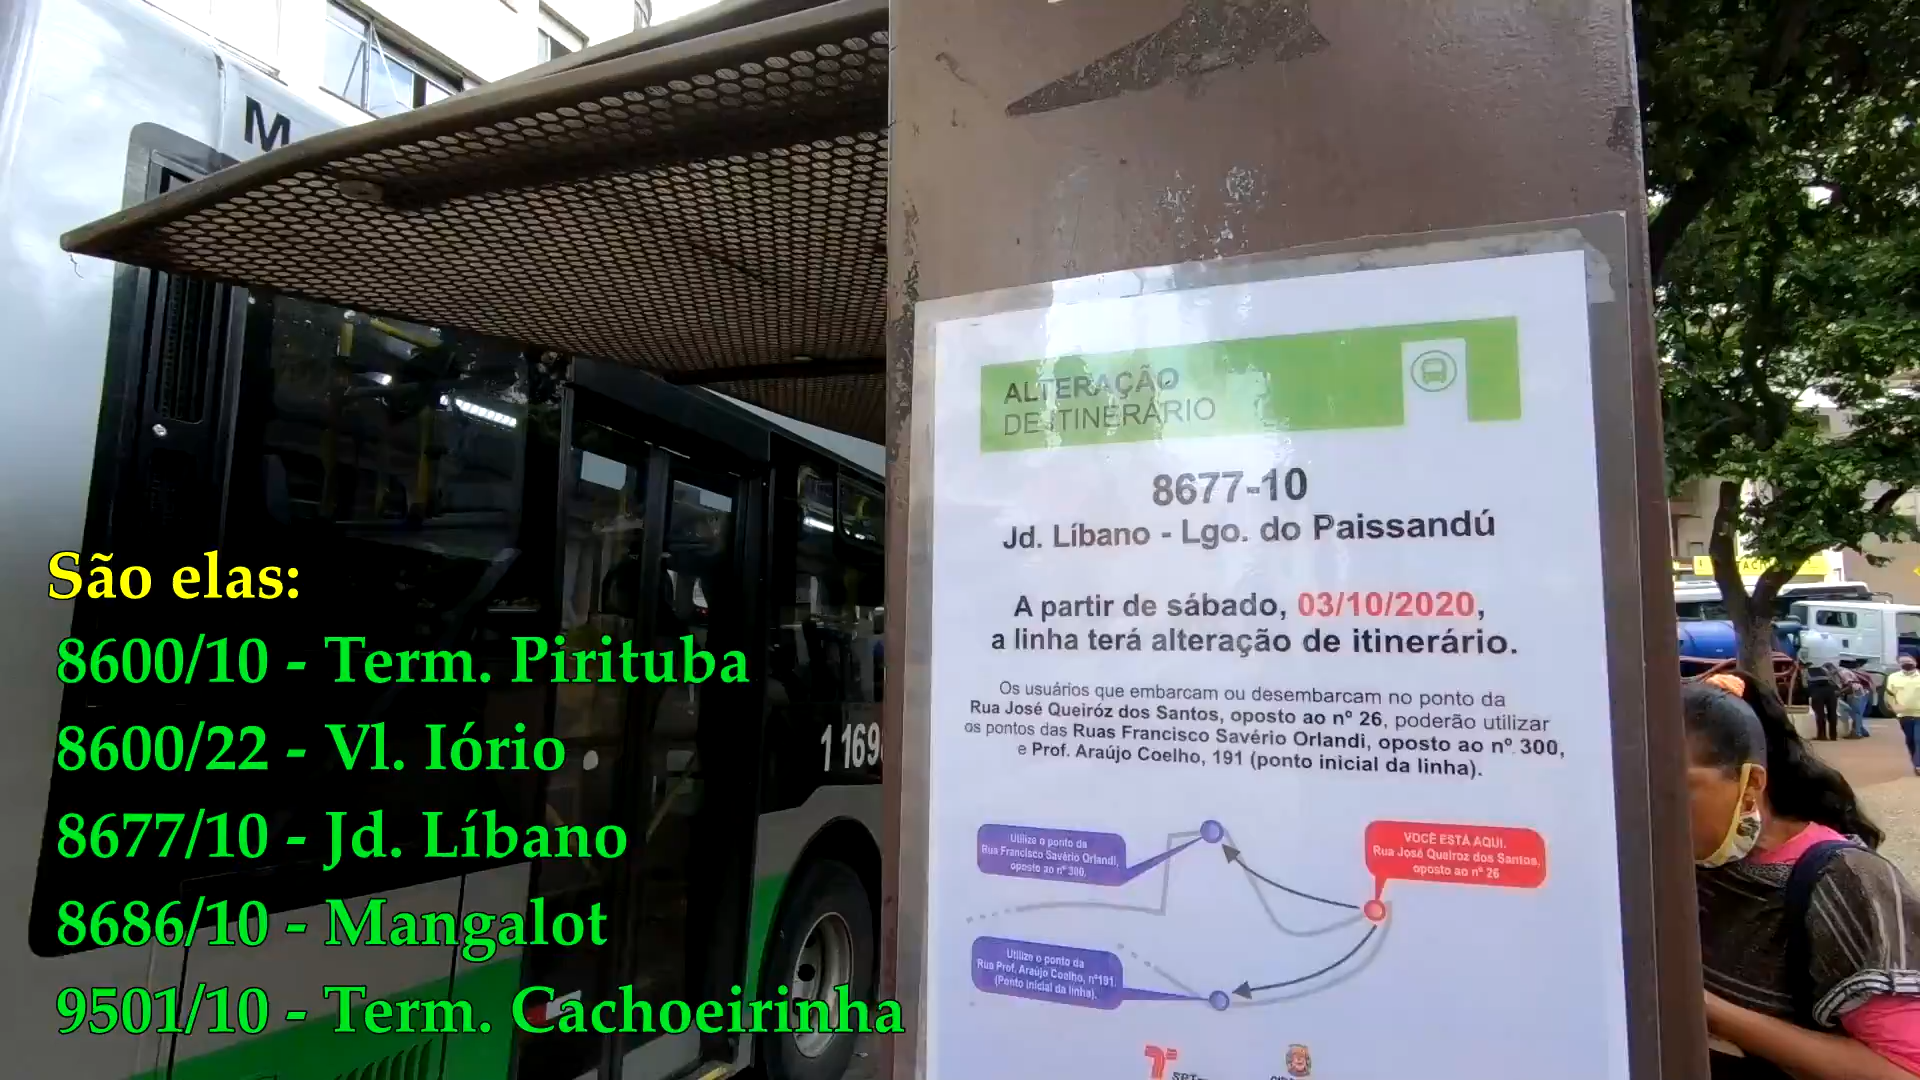 M
São elas:
8600/10 - Term. Pirituba
8600/22 - Vl. Iório
8677/10 - Jd. Líbano
8686/10 - Mangalot
9501/10 - Term. Cachoeirinha
1 169
ALTERAÇÃO
DE ITINERÁRIO
8677-10
Jd. Líbano - Lgo. do Paissandú
A partir de sábado, 03/10/2020,
a linha terá alteração de itinerário.
Os usuários que embarcam ou desembarcam no ponto da
Rua José Queiróz dos Santos, oposto ao nº 26, poderão utilizar
os pontos das Ruas Francisco Savério Orlandi, oposto ao nº 300,
e Prof. Araújo Coelho, 191 (ponto inicial da linha).
Utilize o ponto da
Rua Francisco Savério Orlandi,
oposto ao nº 300,
VOCÊ ESTÁ AQUI.
Rua José Queiroz dos Santos,
oposto ao nº 26
Utilize o ponto da
Rua Prof. Araújo Coelho, nº191.
(Ponto inicial da linha).